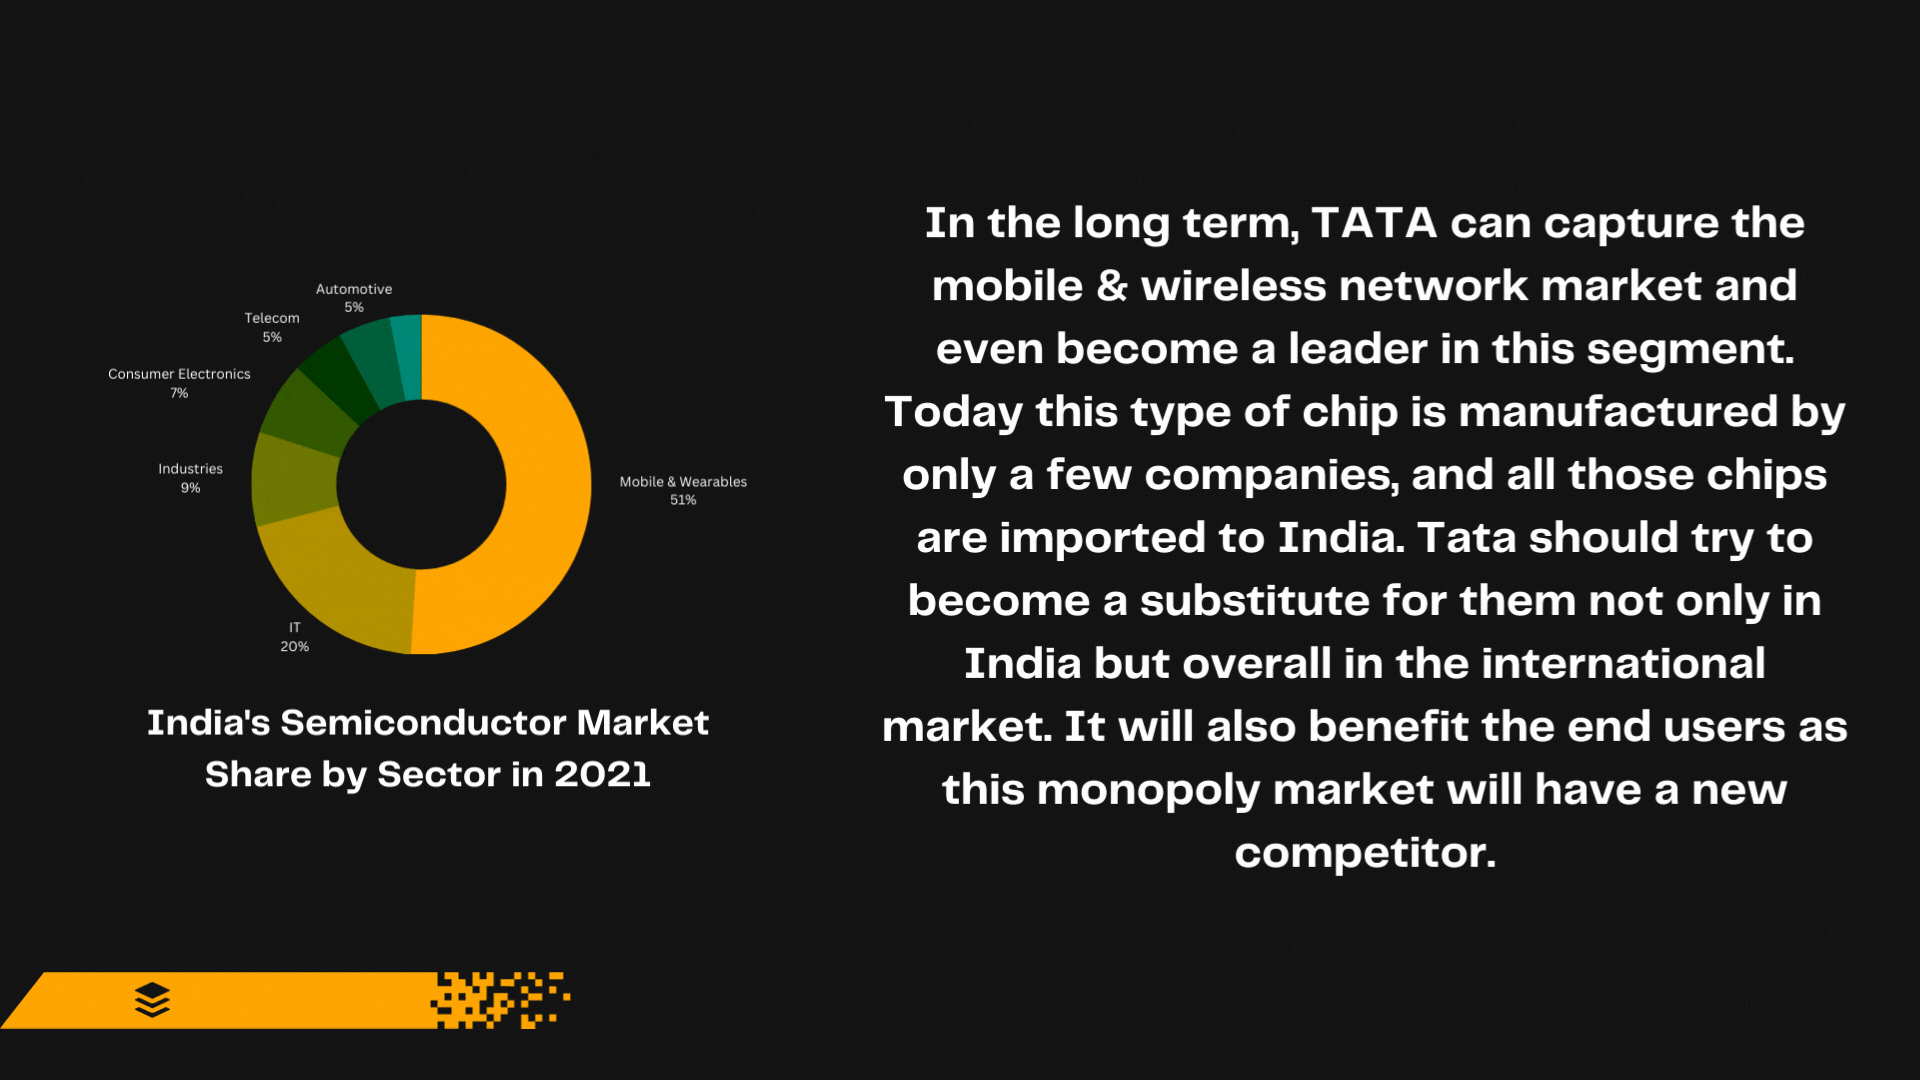 Automotive
5%
Telecom
5%
Consumer Electronics
7%
Industries
9%
Mobile & Wearables
51%
IT
20%
India's Semiconductor Market
Share by Sector in 2021
In the long term, TATA can capture the
mobile & wireless network market and
even become a leader in this segment.
Today this type of chip is manufactured by
only a few companies, and all those chips
are imported to India. Tata should try to
become a substitute for them not only in
India but overall in the international
market. It will also benefit the end users as
this monopoly market will have a new
competitor.